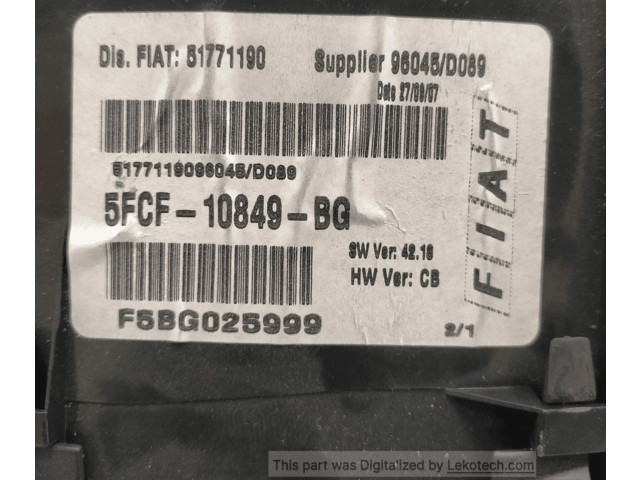 Dis. FIAT: 51771190 Supplier 96045/D089
Date 27/09/07
5177119096045/D089
5FCF-10849-BG
SW Ver: 42.18
HW Ver: CB
F5BG025999
2/1
FIAT
This part was Digitalized by Lekotech.com